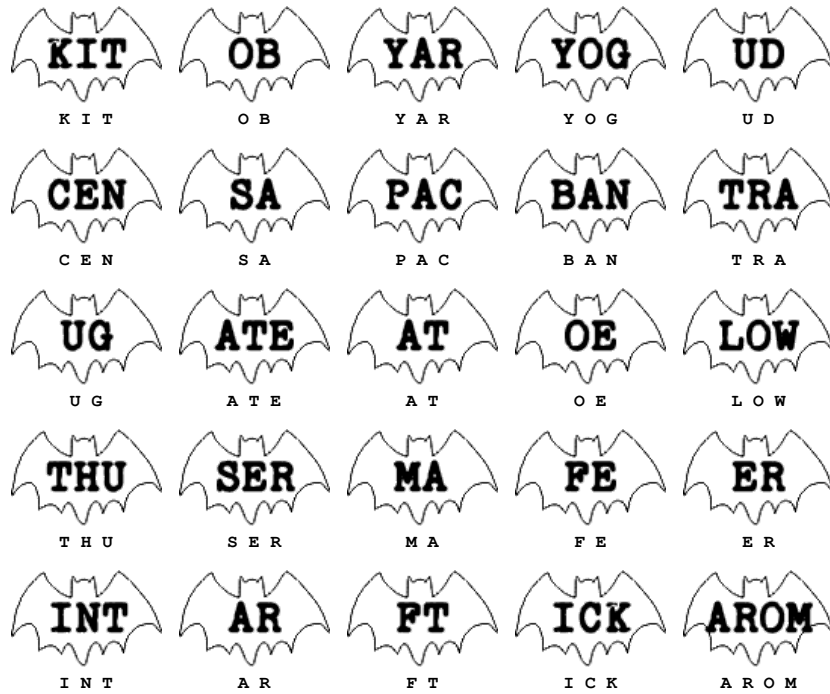 KIT OB YAR YOG UD
K I T O B Y A R Y O G U D
CEN SA PAC BAN TRA
C E N S A P A C B A N T R A
UG ATE AT OE LOW
U G A T E A T O E L O W
THU SER MA FE ER
T H U S E R M A F E E R
INT AR FT ICK AROM
I N T A R F T I C K A R O M